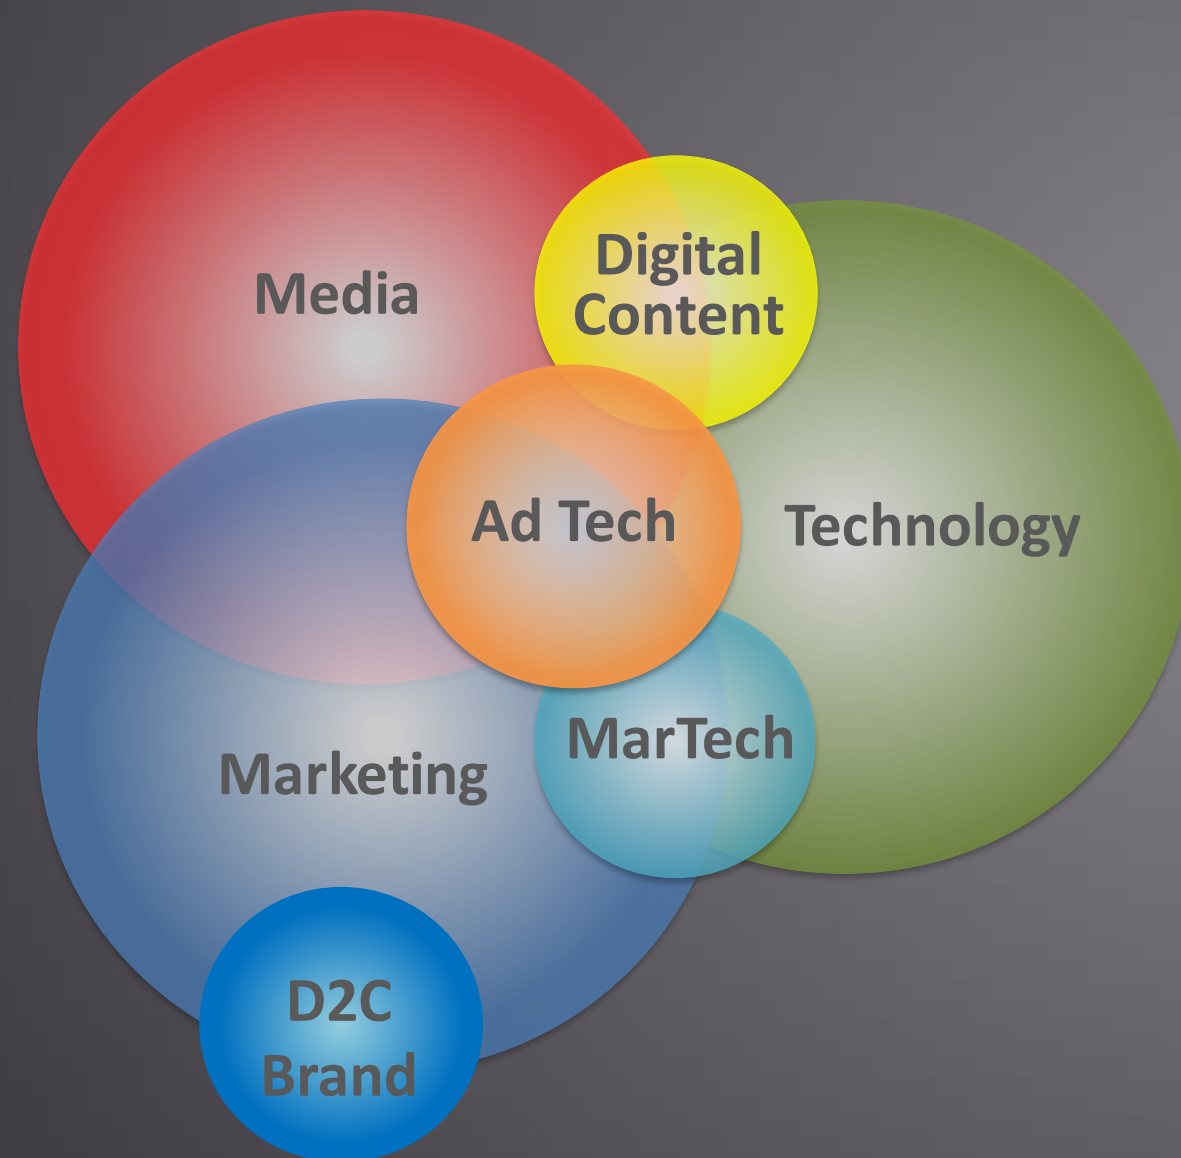 Media
Digital
Content
Ad Tech
Technology
MarTech
Marketing
D2C
Brand